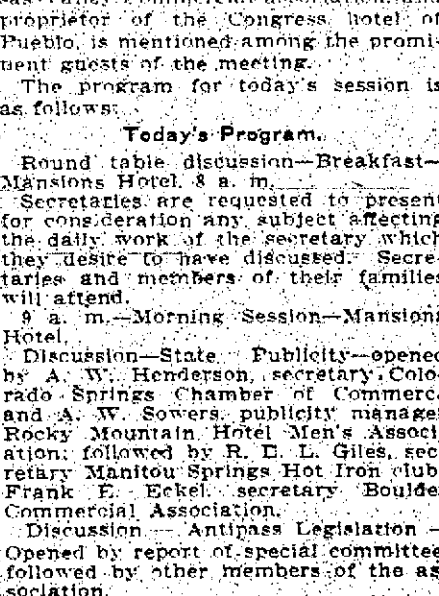 proprietor of the Congress hotel of
Pueblo, is mentioned among the promi-
nent guests of the meeting.
The program for today's session is
as follows:
Today's Program.
Round table discussion—Breakfast—
Mansions Hotel, 8 a. m.
Secretaries are requested to present
for consideration any subject affecting
the daily work of the secretary which
they desire to have discussed. Secre-
taries and members of their families
will attend.
9 a. m.—Morning Session—Mansions
Hotel.
Discussion—State Publicity—opened
by A. W. Henderson, secretary Colo-
rado Springs Chamber of Commerc
and A. W. Sowers, publicity manager
Rocky Mountain Hotel Men's Associ
ation; followed by R. D. L. Giles, sec
retary Manitou Springs Hot Iron club
Frank E. Eckel, secretary Boulde
Commercial Association.
Discussion — Antipass Legislation —
Opened by report of special committee
followed by other members of the as
sociation.